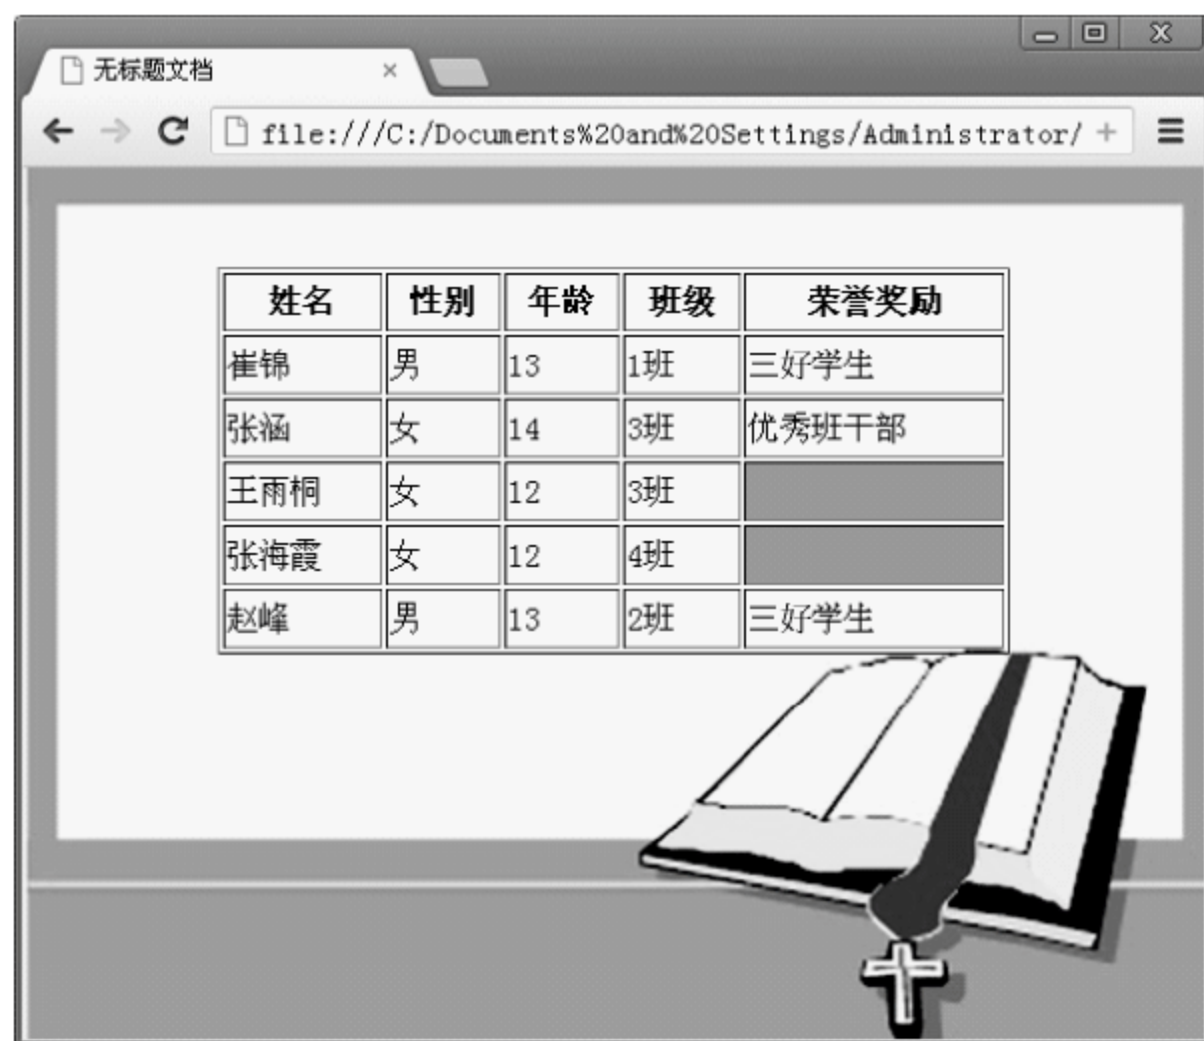 无标题文档
file:///C:/Documents%20and%20Settings/Administrator/
姓名 性别 年龄 班级 荣誉奖励
崔锦 男 13 1班 三好学生
张涵 女 14 3班 优秀班干部
王雨桐 女 12 3班
张海霞 女 12 4班
赵峰 男 13 2班 三好学生